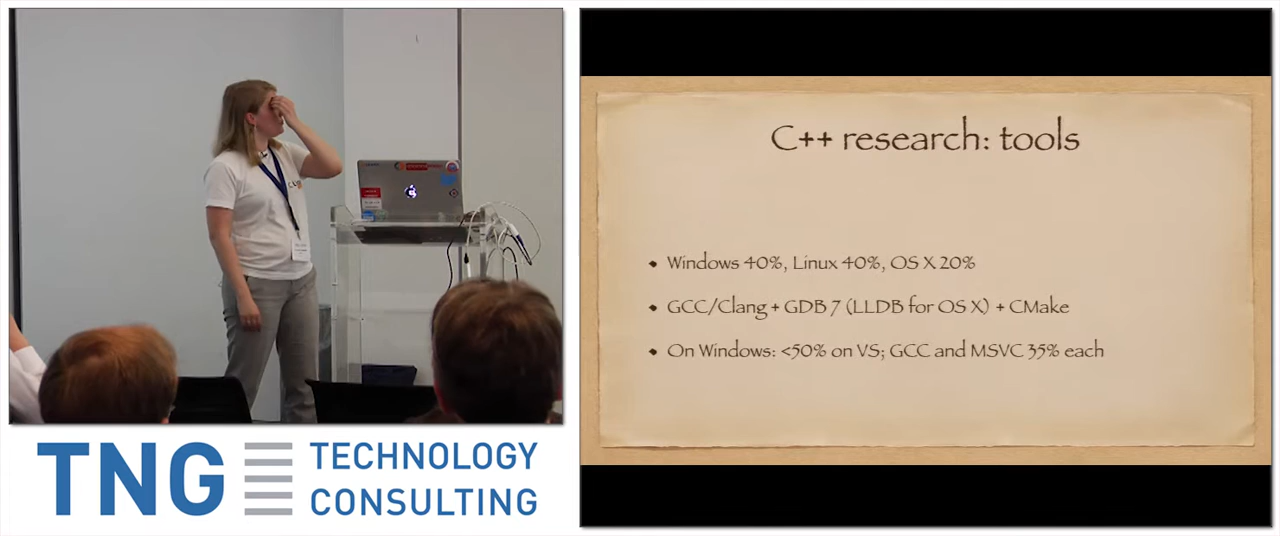 C++ research: tools
Windows 40%, Linux 40%, OS X 20%
GCC/Clang + GDB 7 (LLDB for OS X) + CMake
On Windows: <50% on VS; GCC and MSVC 35% each
TNG
TECHNOLOGY
CONSULTING